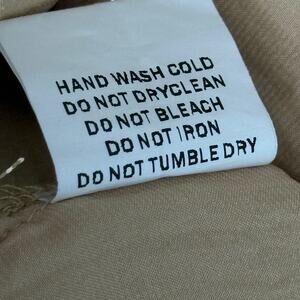 HAND WASH COLD
DO NOT DRYCLEAN
DO NOT BLEACH
DO NOT IRON
DO NOT TUMBLE DRY